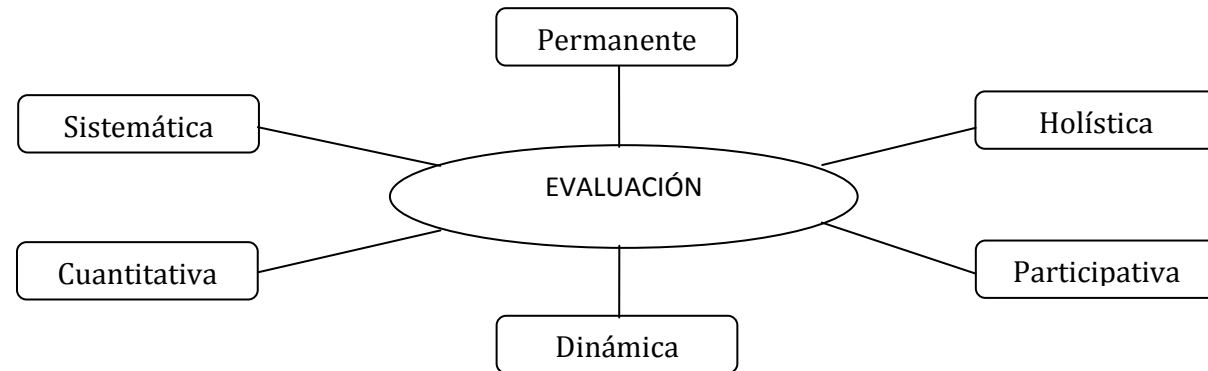 Permanente
Sistemática
Holística
EVALUACIÓN
Cuantitativa
Participativa
Dinámica